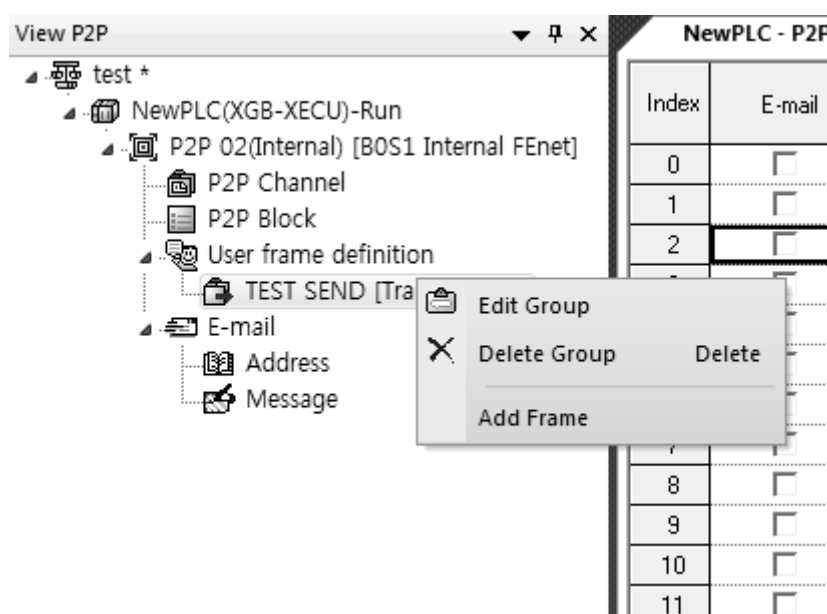 View P2P
test *
NewPLC(XGB-XECU)-Run
P2P 02(Internal) [B0S1 Internal FEnet]
P2P Channel
P2P Block
User frame definition
TEST SEND [Tra
E-mail
Address
Message
Edit Group
Delete Group Delete
Add Frame
NewPLC - P2P
Index E-mail
0
1
2
8
9
10
11